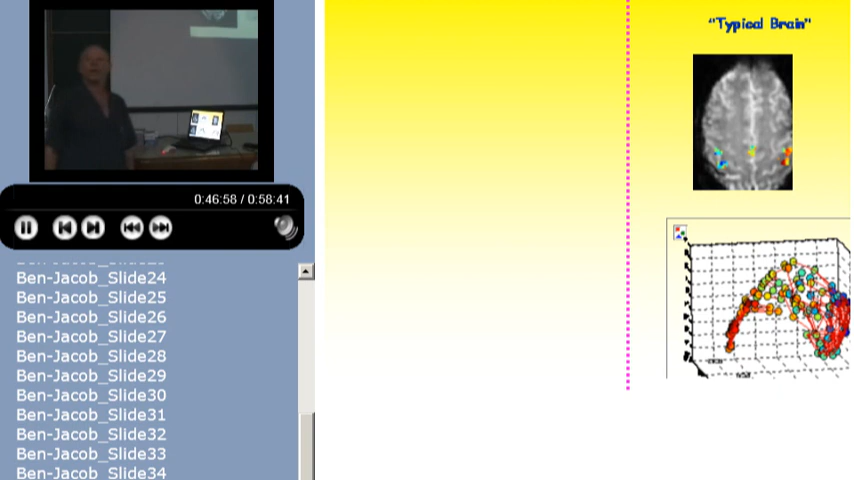 "Typical Brain"
0:46:58 / 0:58:41
Ben-Jacob_Slide24
Ben-Jacob_Slide25
Ben-Jacob_Slide26
Ben-Jacob_Slide27
Ben-Jacob_Slide28
Ben-Jacob_Slide29
Ben-Jacob_Slide30
Ben-Jacob_Slide31
Ben-Jacob_Slide32
Ben-Jacob_Slide33
Ben-Jacob_Slide34